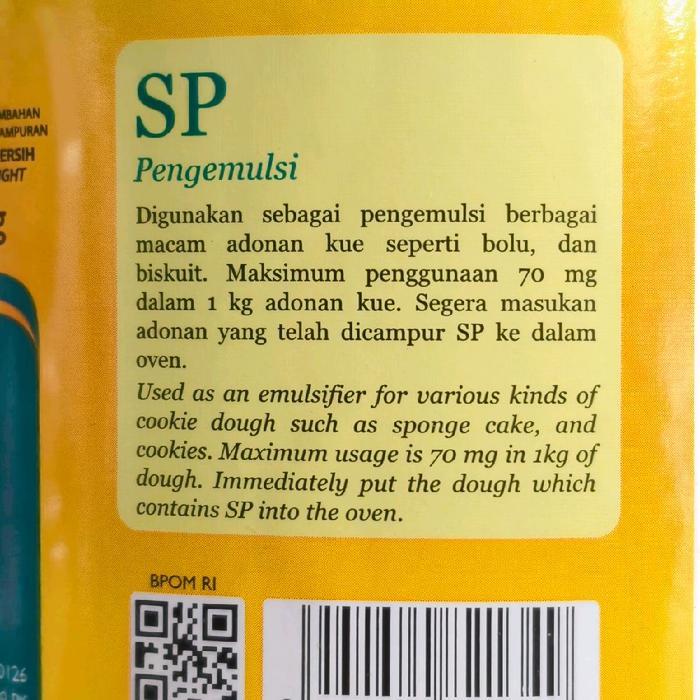 SP
Pengemulsi
Digunakan sebagai pengemulsi berbagai
macam adonan kue seperti bolu, dan
biskuit. Maksimum penggunaan 70 mg
dalam 1 kg adonan kue. Segera masukan
adonan yang telah dicampur SP ke dalam
oven.
Used as an emulsifier for various kinds of
cookie dough such as sponge cake, and
cookies. Maximum usage is 70 mg in 1kg of
dough. Immediately put the dough which
contains SP into the oven.
BPOM RI